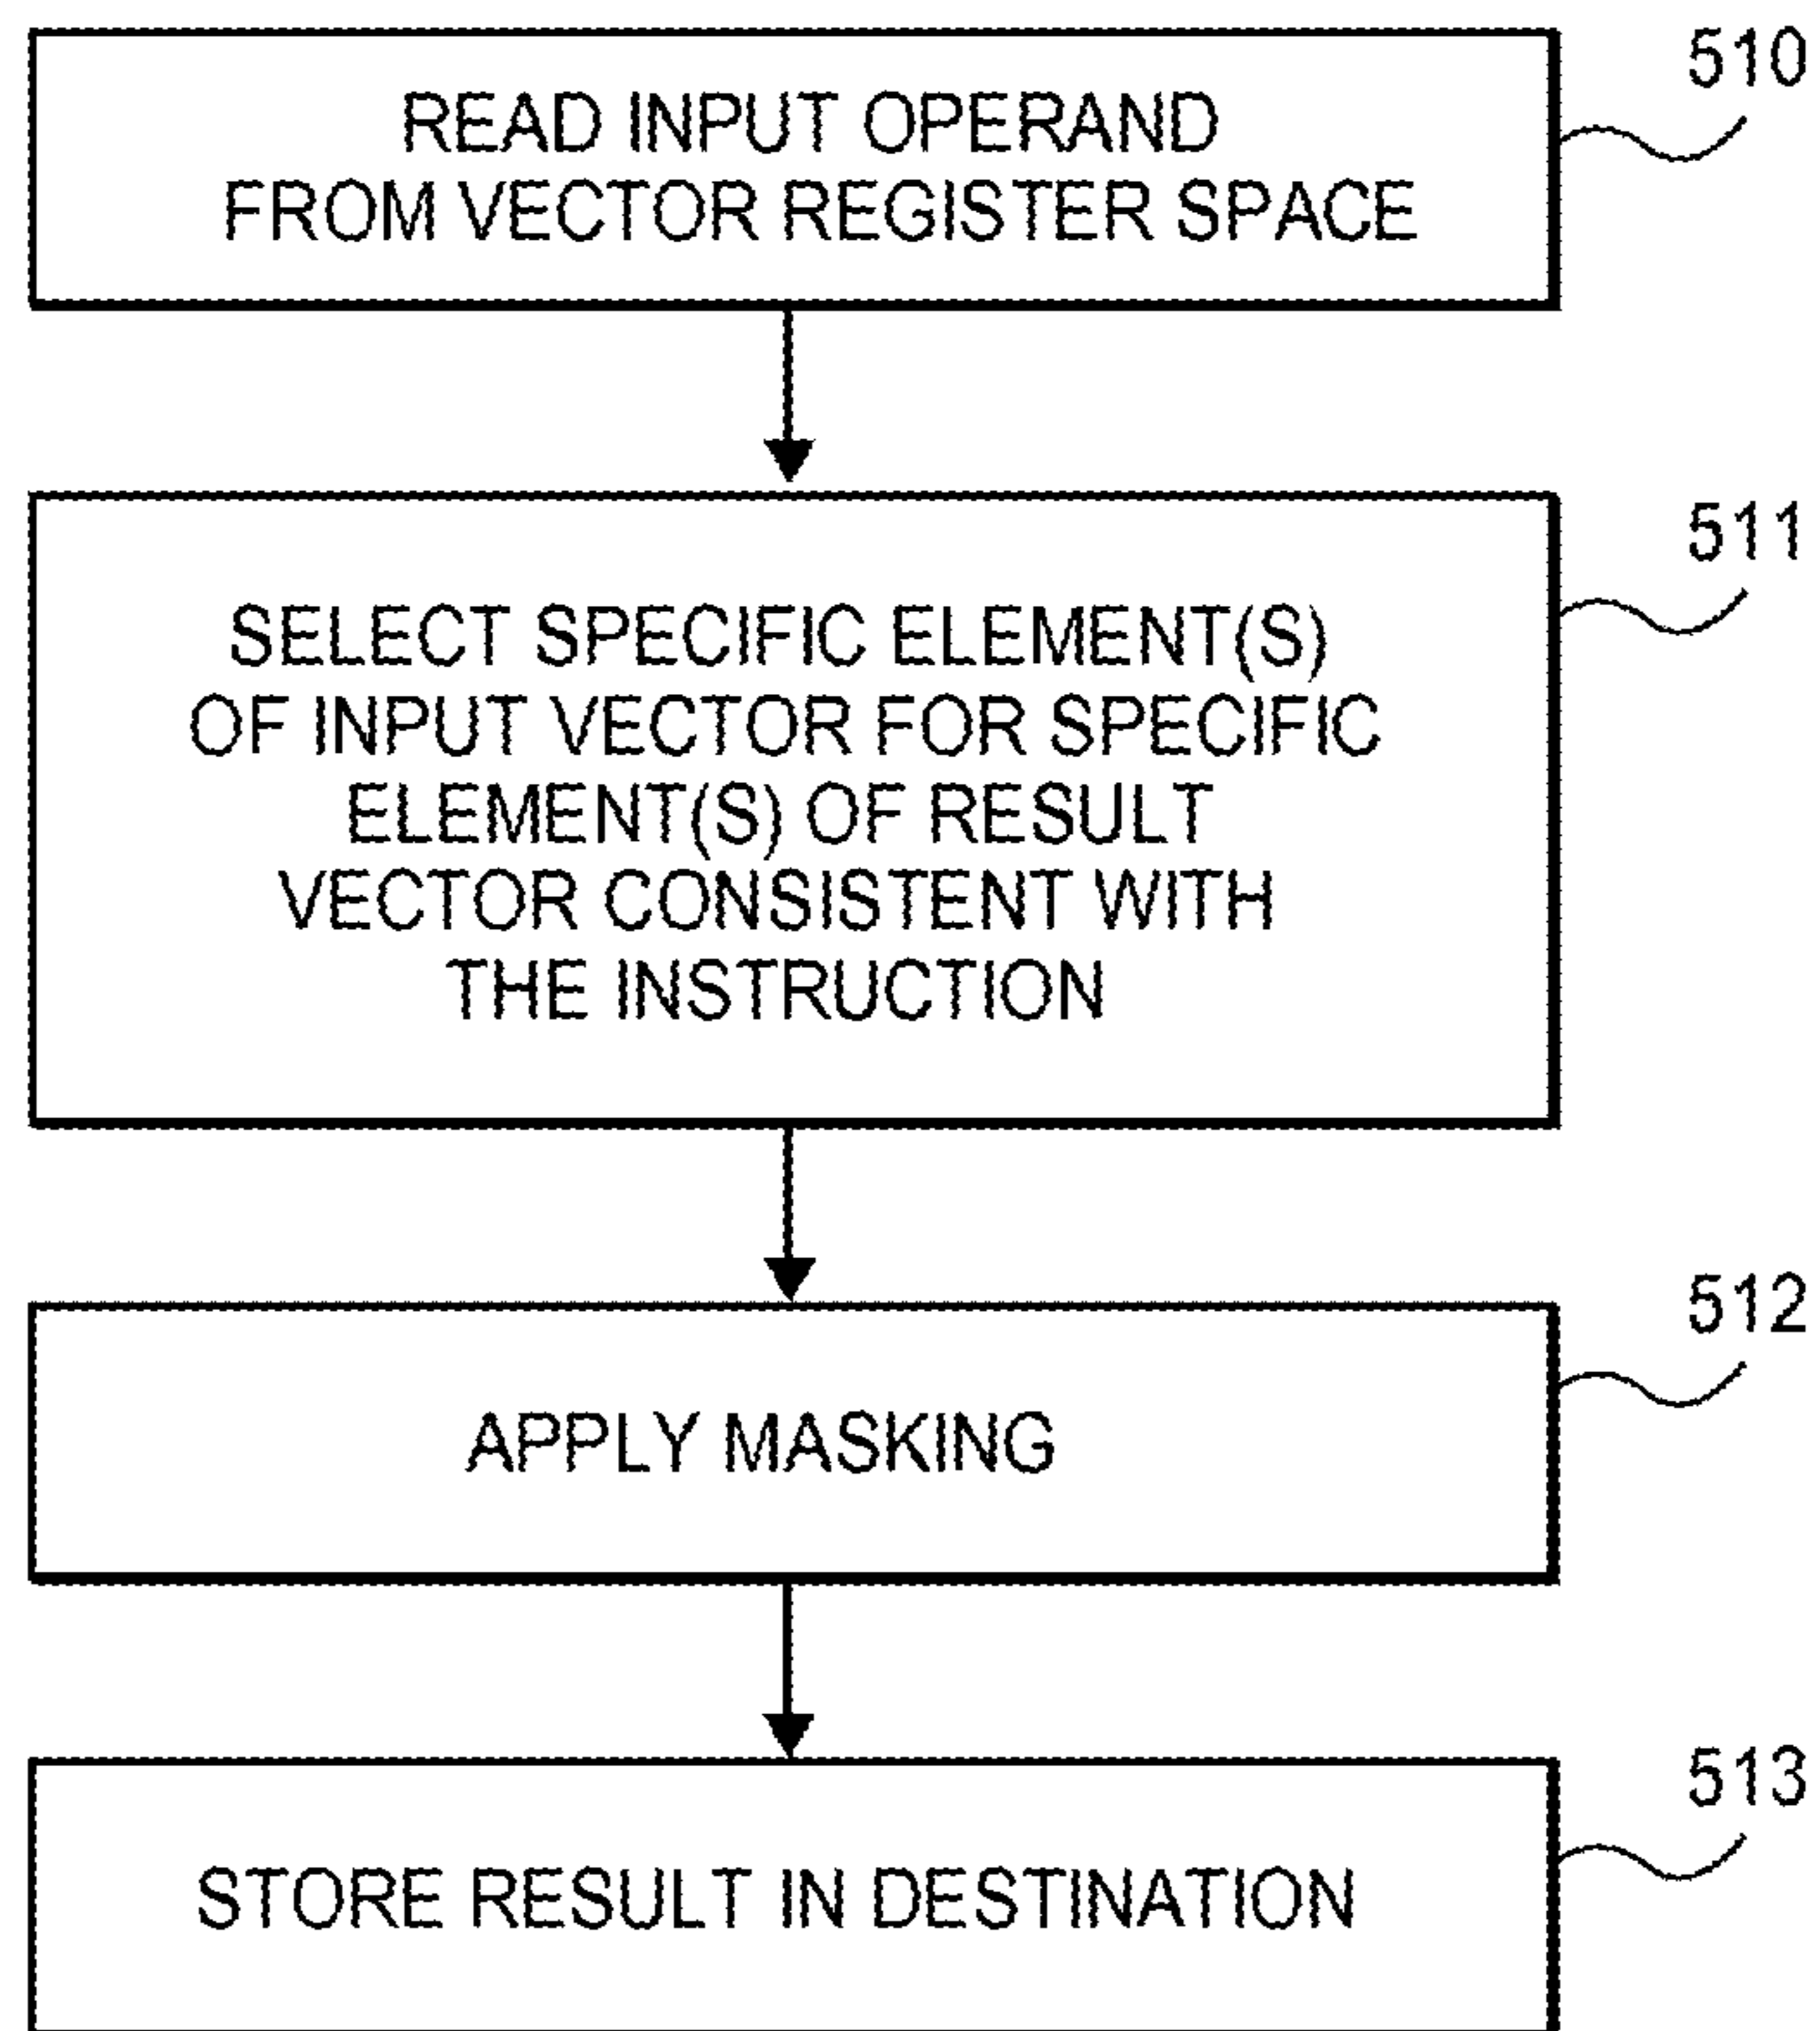 510
READ INPUT OPERAND
FROM VECTOR REGISTER SPACE
511
SELECT SPECIFIC ELEMENT(S)
OF INPUT VECTOR FOR SPECIFIC
ELEMENT(S) OF RESULT
VECTOR CONSISTENT WITH
THE INSTRUCTION
512
APPLY MASKING
513
STORE RESULT IN DESTINATION